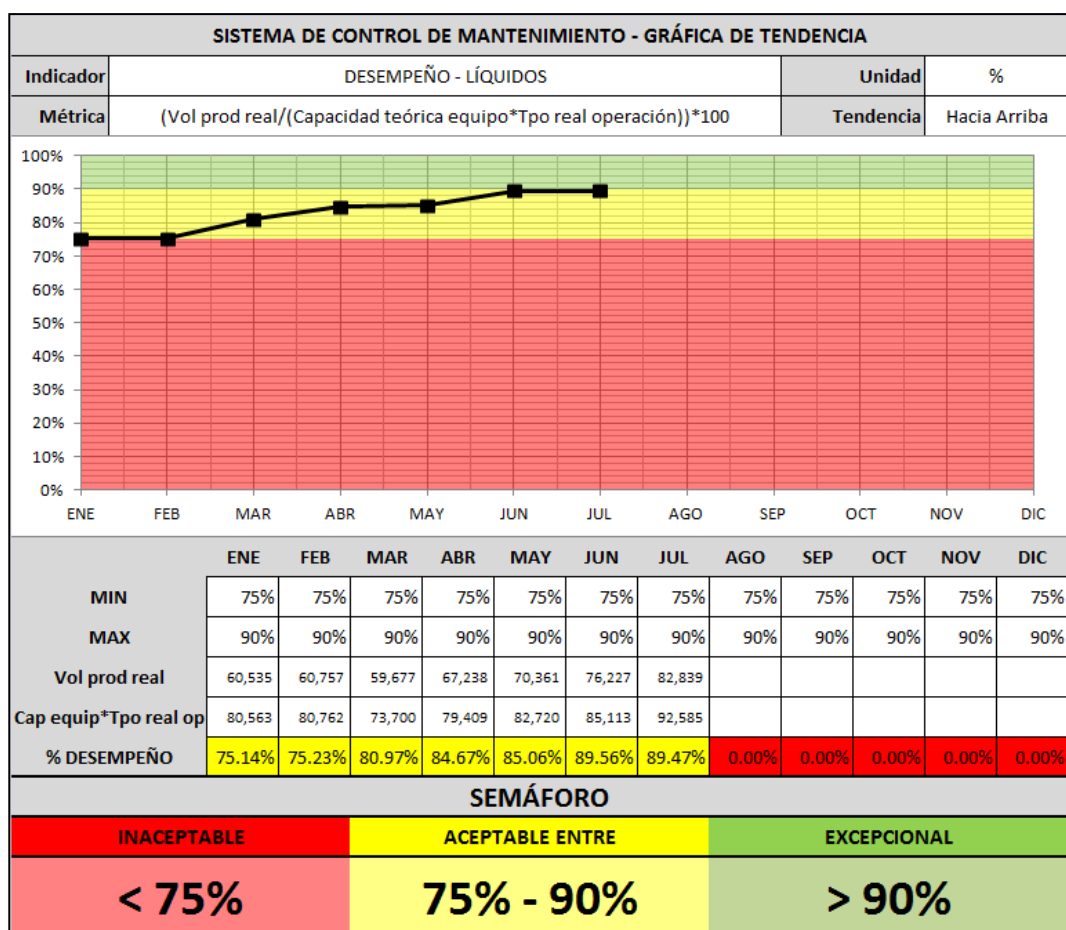 SISTEMA DE CONTROL DE MANTENIMIENTO - GRÁFICA DE TENDENCIA
Indicador DESEMPEÑO - LÍQUIDOS Unidad %
Métrica (Vol prod real/(Capacidad teórica equipo*Tpo real operación))*100 Tendencia Hacia Arriba
100%
90%
80%
70%
60%
50%
40%
30%
20%
10%
0%
ENE FEB MAR ABR MAY JUN JUL AGO SEP OCT NOV DIC
ENE FEB MAR ABR MAY JUN JUL AGO SEP OCT NOV DIC
MIN 75% 75% 75% 75% 75% 75% 75% 75% 75% 75% 75% 75%
MAX 90% 90% 90% 90% 90% 90% 90% 90% 90% 90% 90% 90%
Vol prod real 60,535 60,757 59,677 67,238 70,361 76,227 82,839
Cap equip*Tpo real op 80,563 80,762 73,700 79,409 82,720 85,113 92,585
% DESEMPEÑO 75.14% 75.23% 80.97% 84.67% 85.06% 89.56% 89.47% 0.00% 0.00% 0.00% 0.00% 0.00%
SEMÁFORO
INACEPTABLE ACEPTABLE ENTRE EXCEPCIONAL
< 75% 75% - 90% > 90%